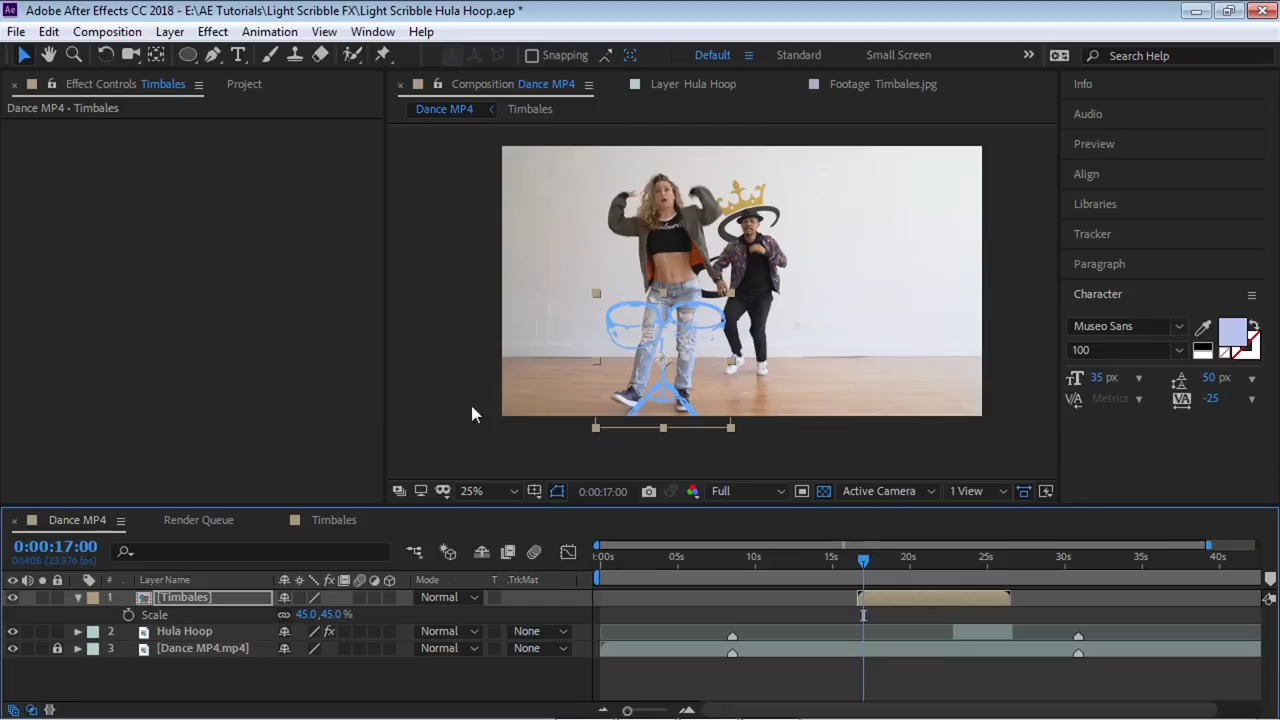 Ae Adobe After Effects CC 2018 - E:\AE Tutorials\Light Scribble FX\Light Scribble Hula Hoop.aep *
File Edit Composition Layer Effect Animation View Window Help
Snapping Default Standard Small Screen Search Help
Effect Controls Timbales Project
Composition Dance MP4 Layer Hula Hoop Footage Timbales.jpg
Info
Dance MP4 • Timbales
Dance MP4 Timbales
Audio
Preview
Align
Libraries
Tracker
Paragraph
Character
Museo Sans
100
35 px 50 px
Metrics -25
25% 0:00:17:00 Full Active Camera 1 View
Dance MP4 Render Queue Timbales
0:00:17:00
00408 (23.976 fps)
:00s 05s 10s 15s 20s 25s 30s 35s 40s
# Layer Name Mode T .TrkMat
1 [Timbales] Normal
Scale 45.0,45.0%
2 Hula Hoop Normal None
3 [Dance MP4.mp4] Normal None